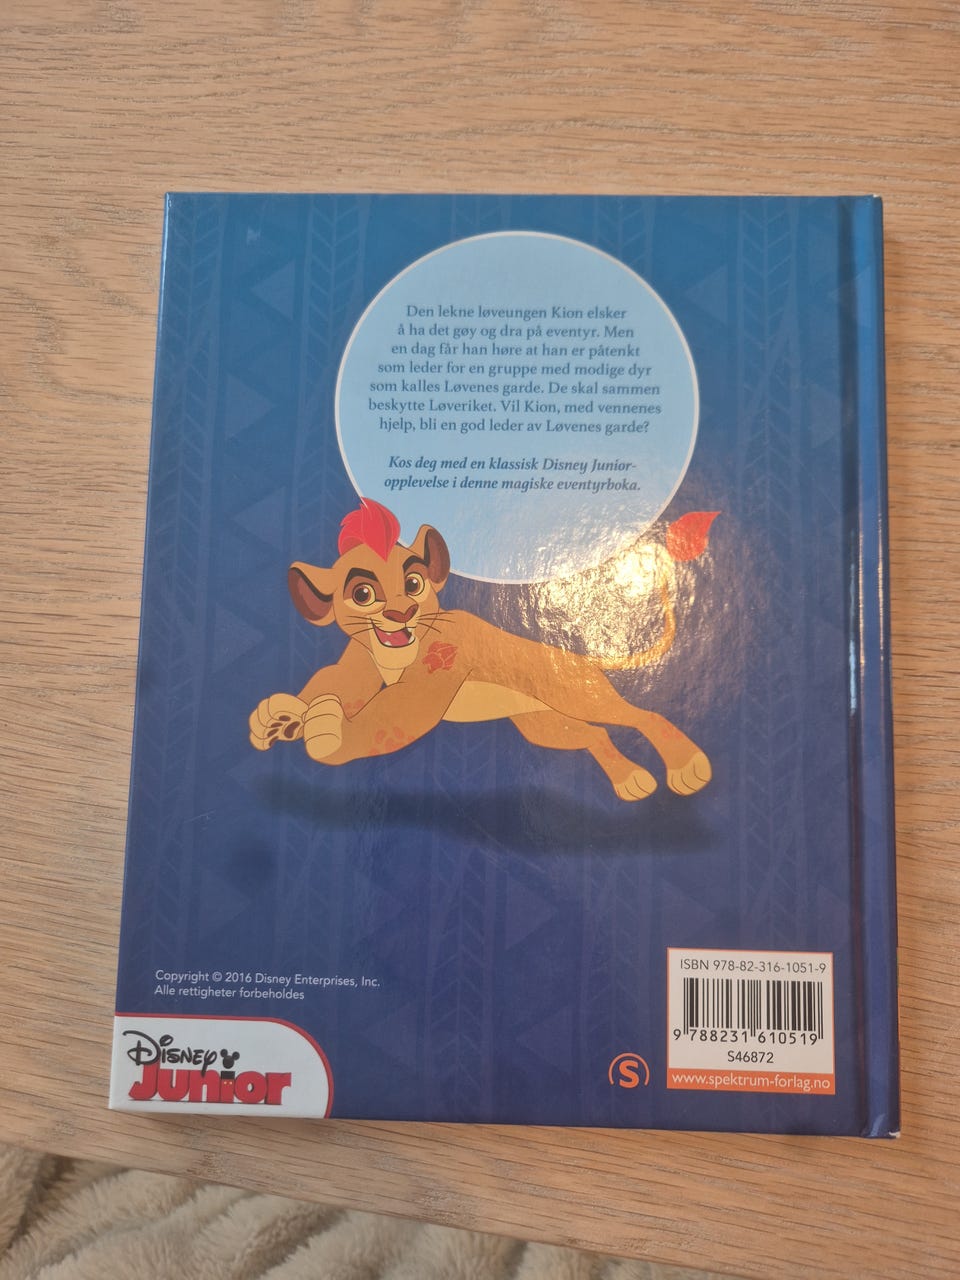 Den lekne løveungen Kion elsker
å ha det gøy og dra på eventyr. Men
en dag får han høre at han er påtenkt
som leder for en gruppe med modige dyr
som kalles Løvenes garde. De skal sammen
beskytte Løveriket. Vil Kion, med vennenes
hjelp, bli en god leder av Løvenes garde?
Kos deg med en klassisk Disney Junior-
opplevelse i denne magiske eventyrboka.
Copyright © 2016 Disney Enterprises, Inc.
Alle rettigheter forbeholdes
Disney
Junior
S
ISBN 978-82-316-1051-9
9 788231 610519
S46872
www.spektrum-forlag.no